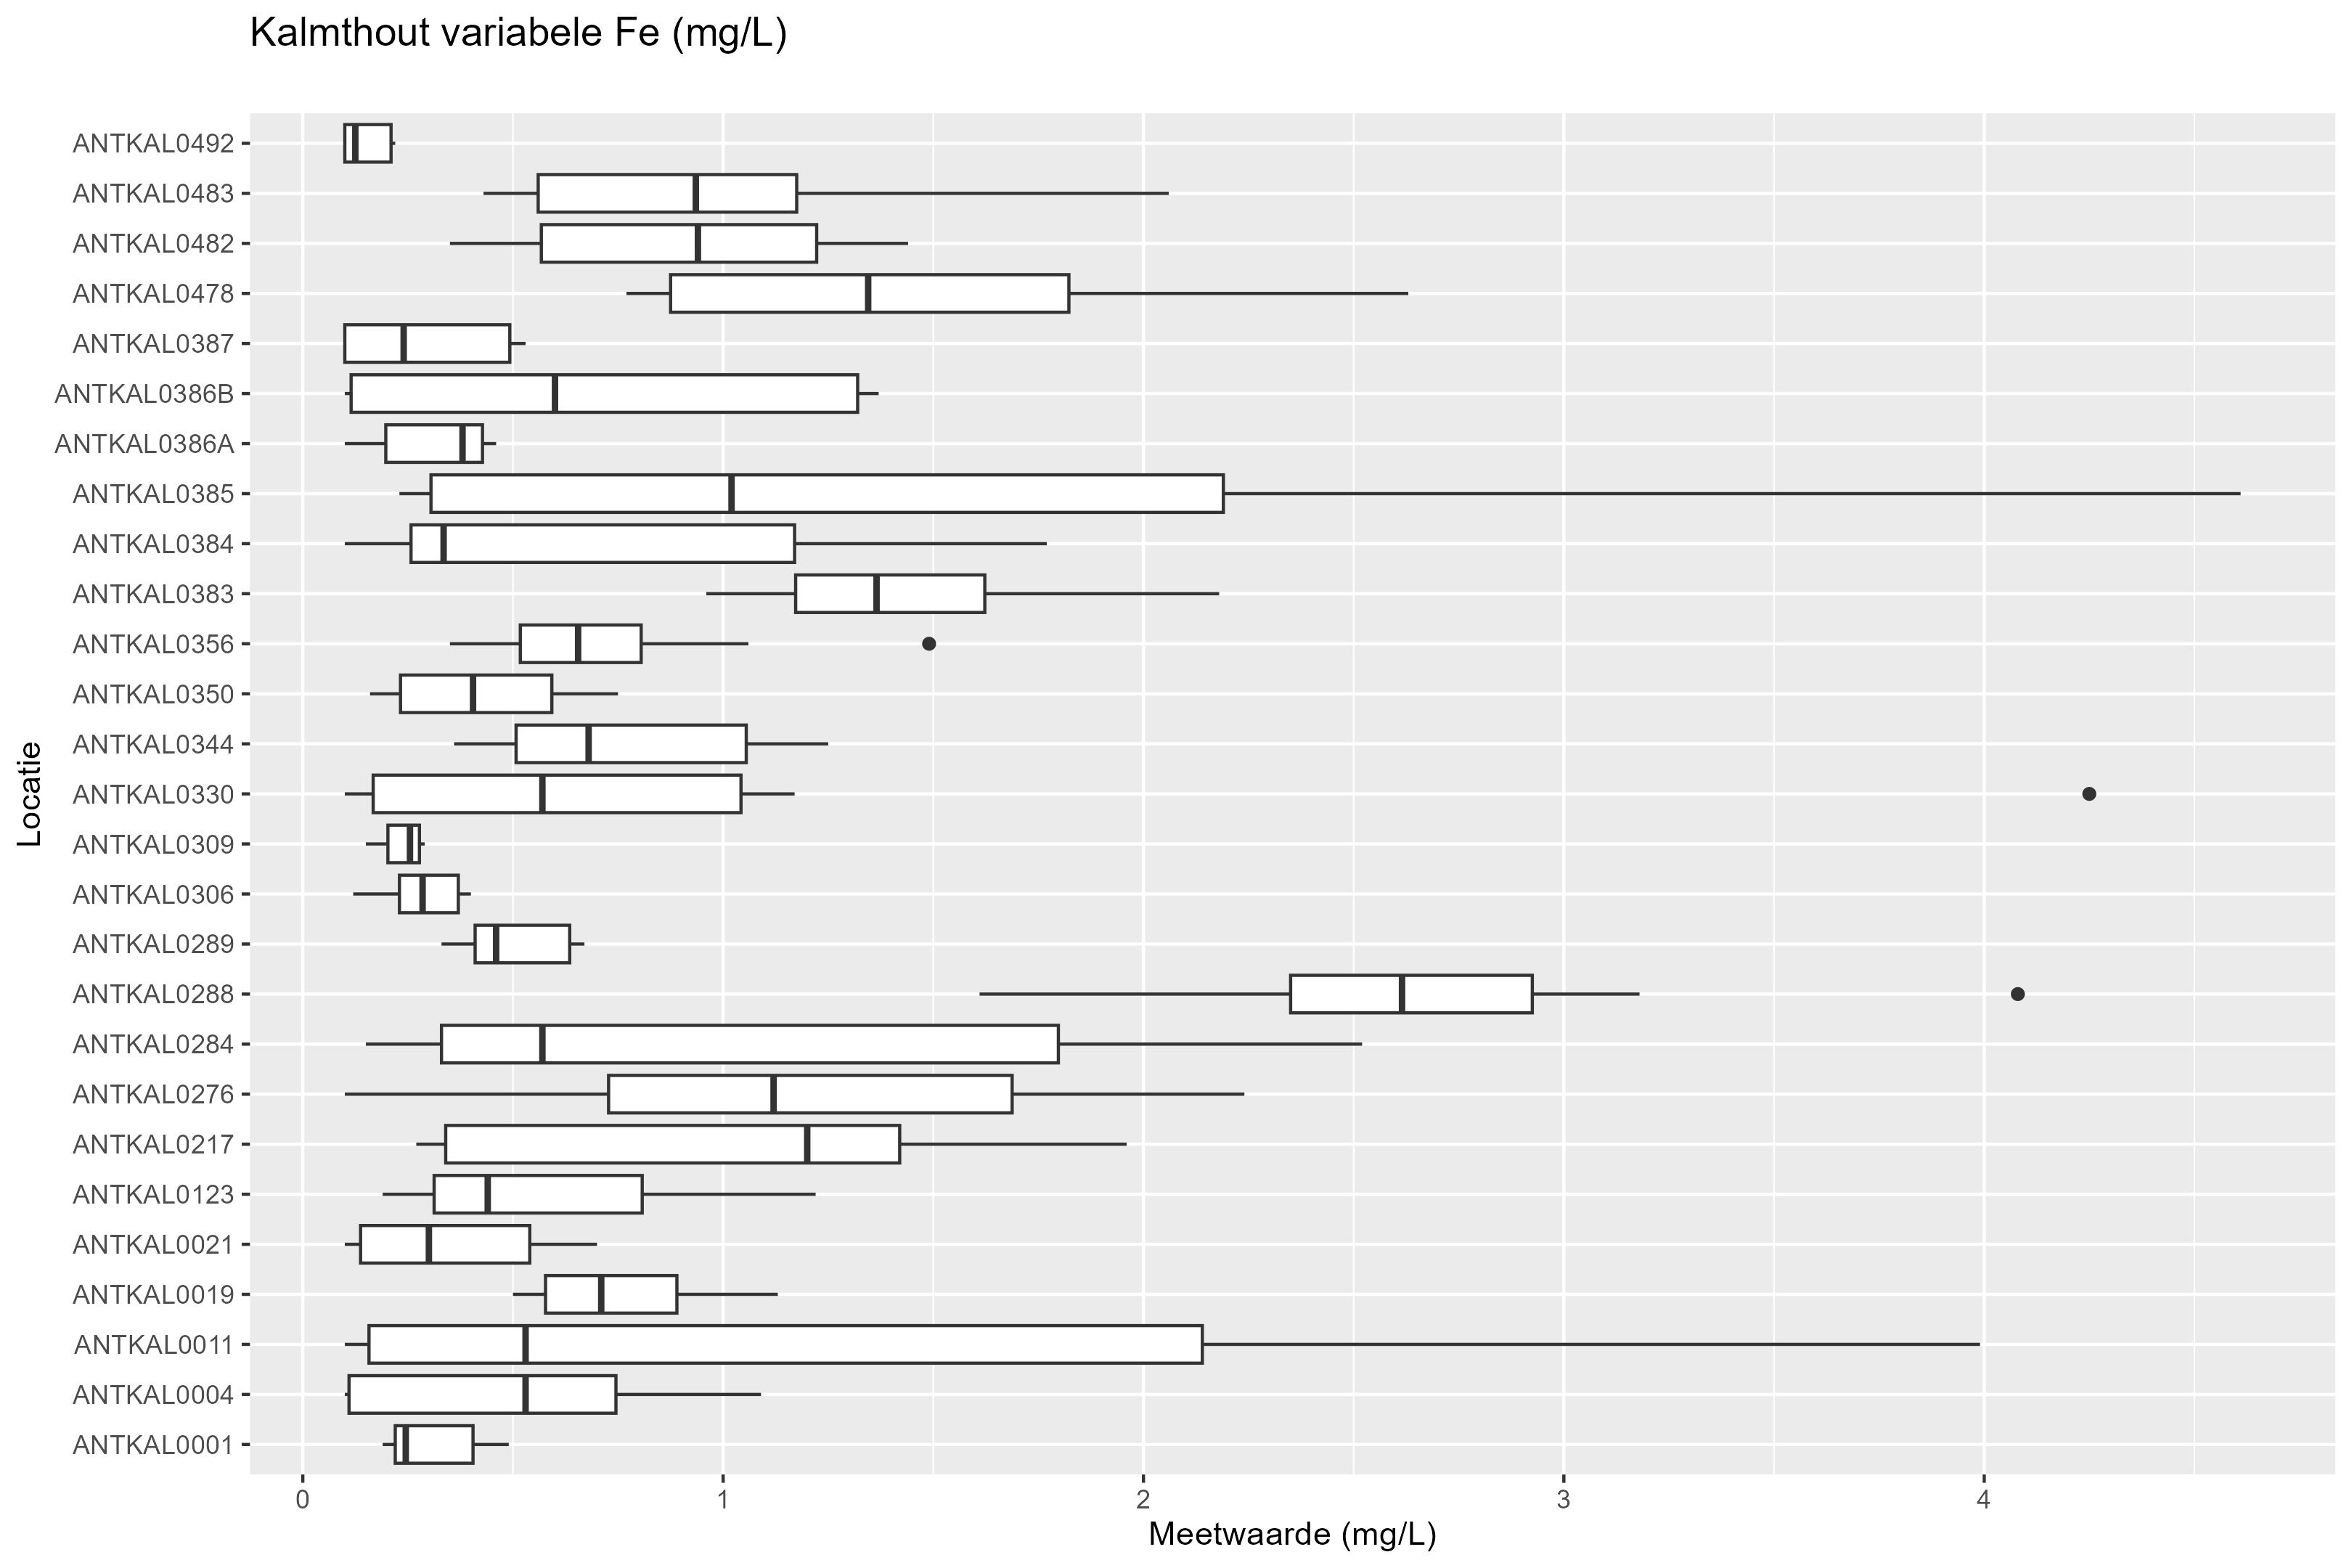 Kalmthout variabele Fe (mg/L)
Locatie
ANTKAL0492
ANTKAL0483
ANTKAL0482
ANTKAL0478
ANTKAL0387
ANTKAL0386B
ANTKAL0386A
ANTKAL0385
ANTKAL0384
ANTKAL0383
ANTKAL0356
ANTKAL0350
ANTKAL0344
ANTKAL0330
ANTKAL0309
ANTKAL0306
ANTKAL0289
ANTKAL0288
ANTKAL0284
ANTKAL0276
ANTKAL0217
ANTKAL0123
ANTKAL0021
ANTKAL0019
ANTKAL0011
ANTKAL0004
ANTKAL0001
0 1 2 3 4
Meetwaarde (mg/L)